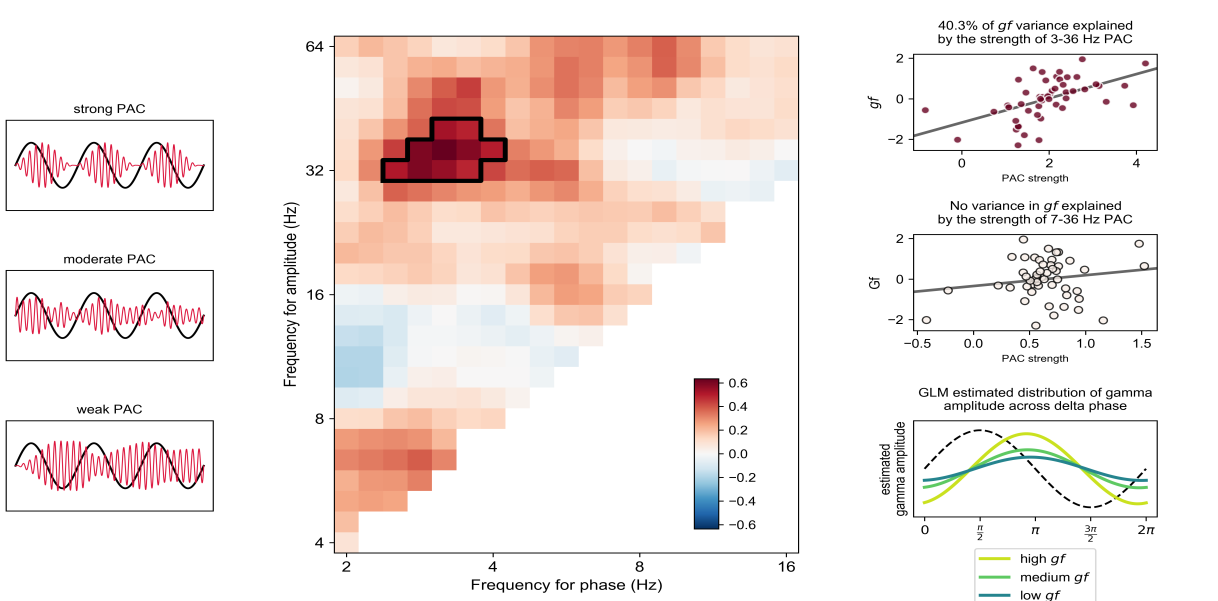 strong PAC
moderate PAC
weak PAC
Frequency for amplitude (Hz)
64
32
16
8
4
2
4
8
16
Frequency for phase (Hz)
0.6
0.4
0.2
0.0
−0.2
−0.4
−0.6
40.3% of gf variance explained
by the strength of 3-36 Hz PAC
gf
2
0
−2
0
2
4
PAC strength
No variance in gf explained
by the strength of 7-36 Hz PAC
Gf
2
0
−2
−0.5
0.0
0.5
1.0
1.5
PAC strength
GLM estimated distribution of gamma
amplitude across delta phase
estimated
gamma amplitude
0
π/2
π
3π/2
2π
high gf
medium gf
low gf